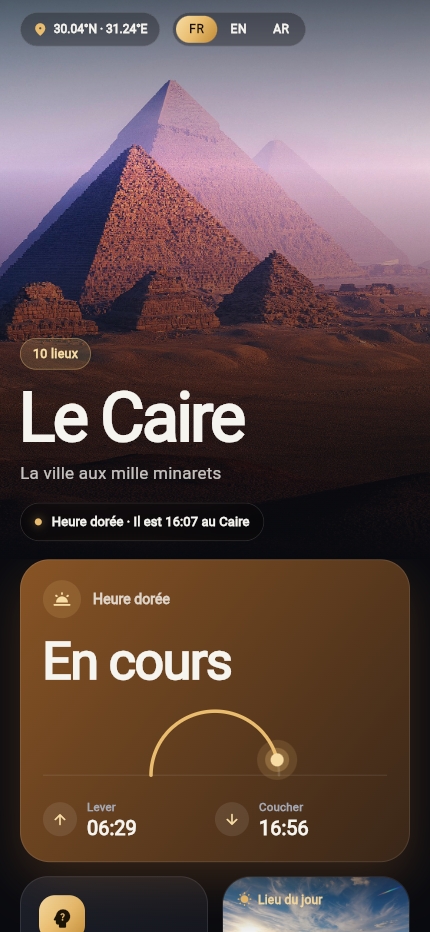 30.04°N · 31.24°E
FR EN AR
10 lieux
Le Caire
La ville aux mille minarets
Heure dorée · Il est 16:07 au Caire
Heure dorée
En cours
Lever
06:29
Coucher
16:56
Lieu du jour